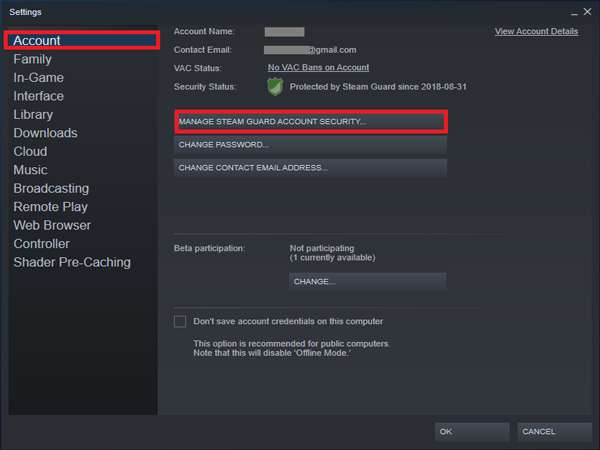 Settings
Account
Family
In-Game
Interface
Library
Downloads
Cloud
Music
Broadcasting
Remote Play
Web Browser
Controller
Shader Pre-Caching
Account Name:
View Account Details
Contact Email: @gmail.com
VAC Status: No VAC Bans on Account
Security Status: Protected by Steam Guard since 2018-08-31
MANAGE STEAM GUARD ACCOUNT SECURITY...
CHANGE PASSWORD...
CHANGE CONTACT EMAIL ADDRESS...
Beta participation: Not participating
(1 currently available)
CHANGE...
Don't save account credentials on this computer
This option is recommended for public computers.
Note that this will disable 'Offline Mode.'
OK
CANCEL